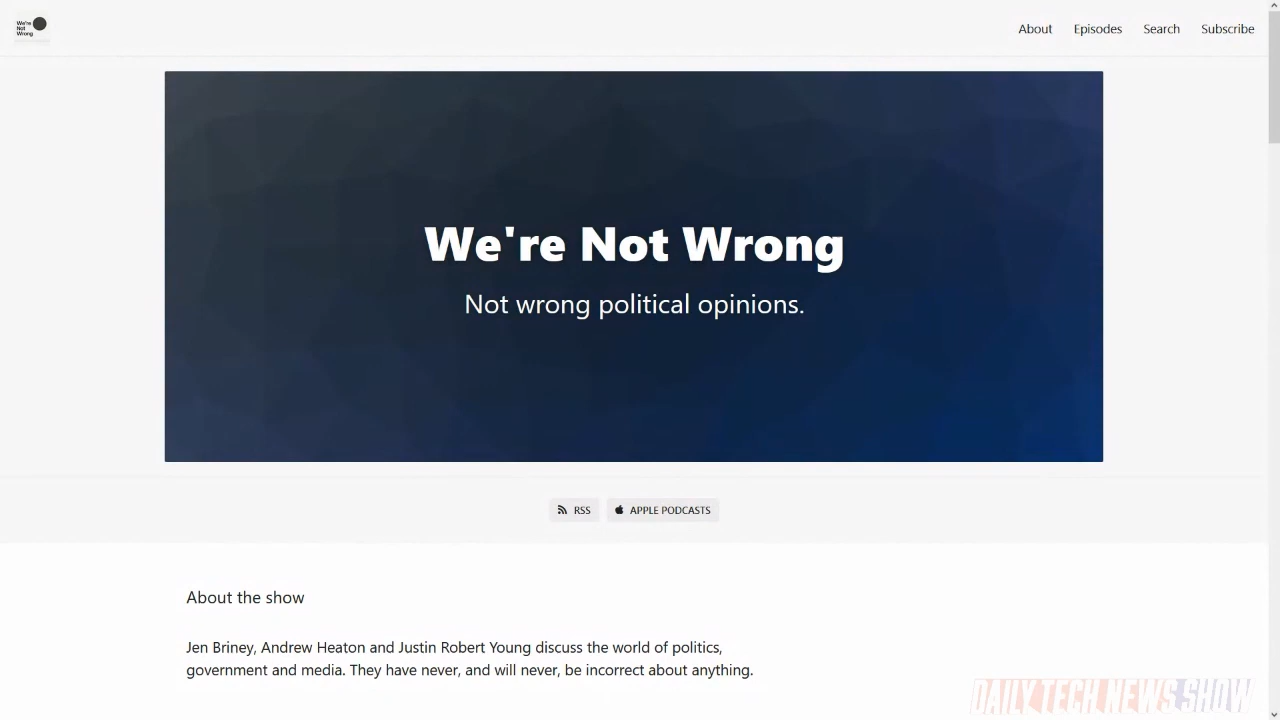 We're
Not
Wrong
About
Episodes
Search
Subscribe
We're Not Wrong
Not wrong political opinions.
RSS
APPLE PODCASTS
About the show
Jen Briney, Andrew Heaton and Justin Robert Young discuss the world of politics,
government and media. They have never, and will never, be incorrect about anything.
DAILY TECH NEWS SHOW